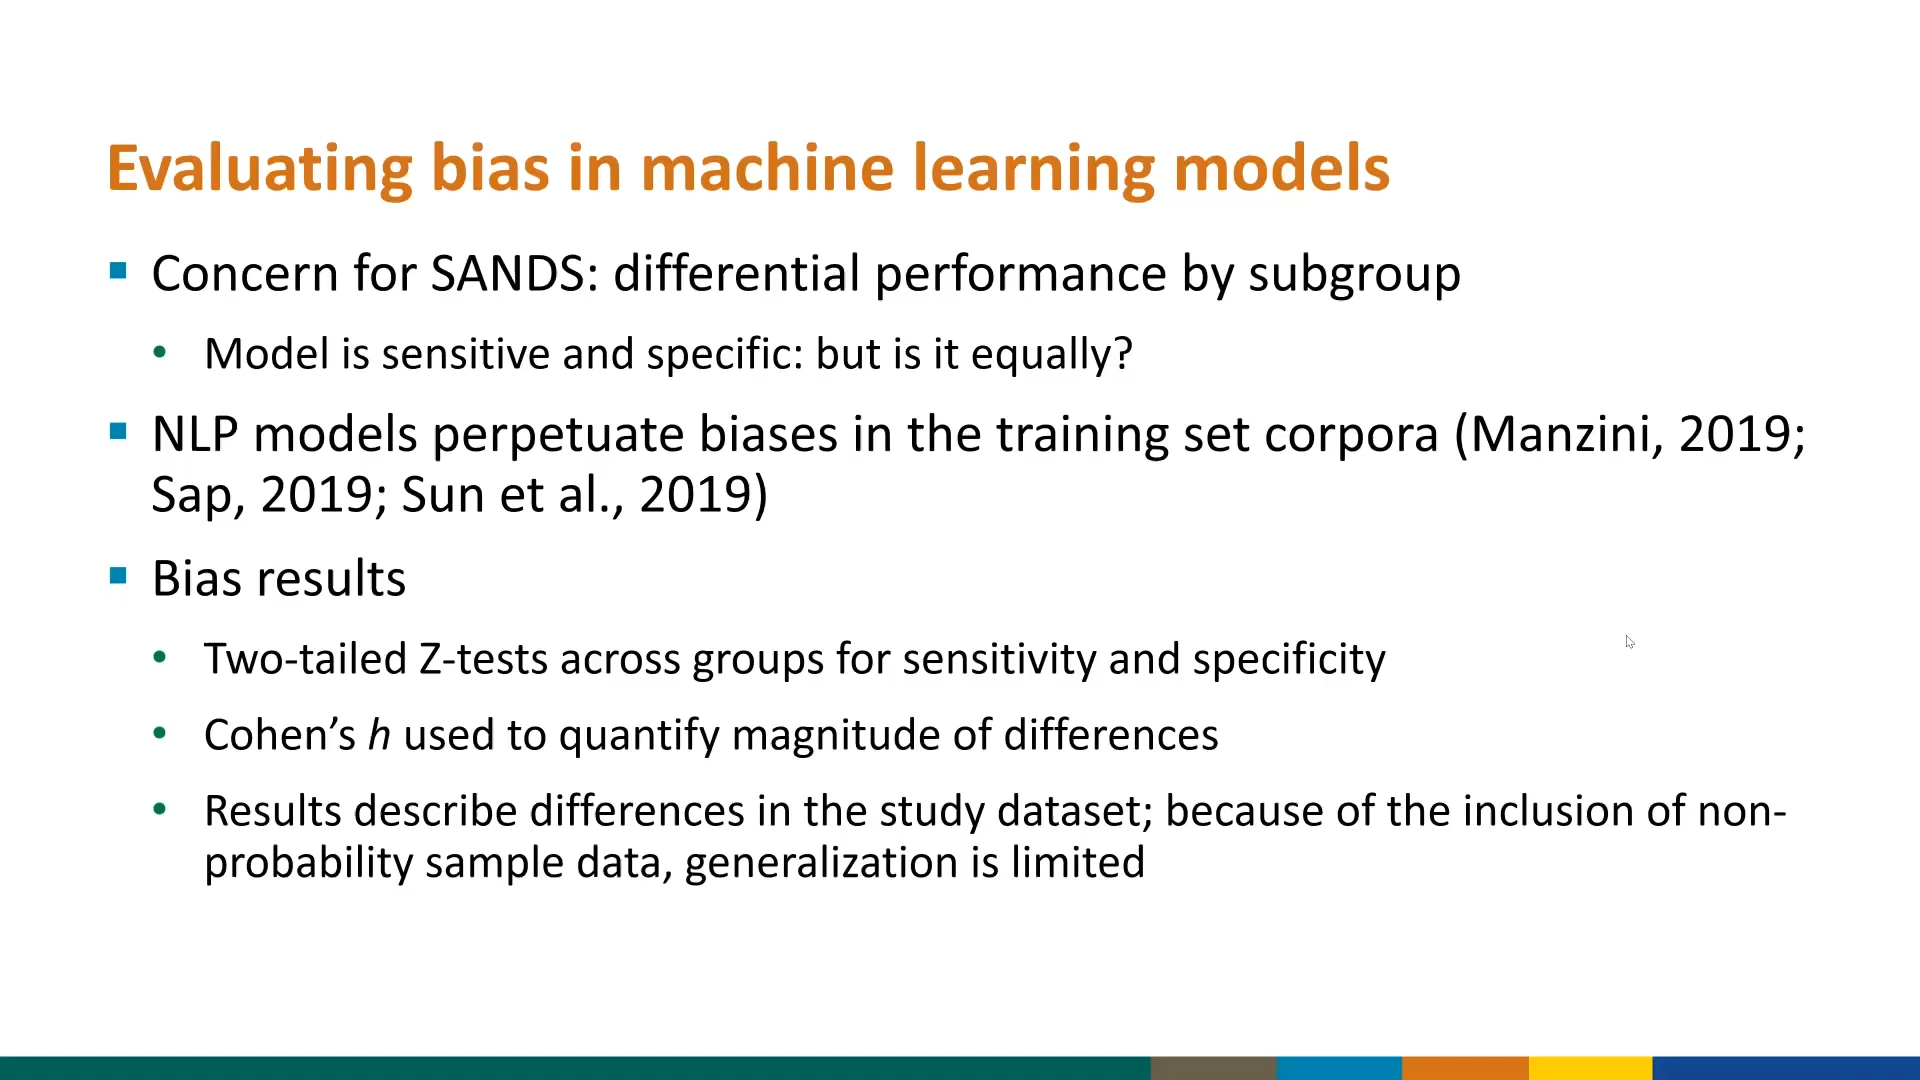 Evaluating bias in machine learning models
Concern for SANDS: differential performance by subgroup
Model is sensitive and specific: but is it equally?
NLP models perpetuate biases in the training set corpora (Manzini, 2019;
Sap, 2019; Sun et al., 2019)
Bias results
Two-tailed Z-tests across groups for sensitivity and specificity
Cohen’s h used to quantify magnitude of differences
Results describe differences in the study dataset; because of the inclusion of non-
probability sample data, generalization is limited